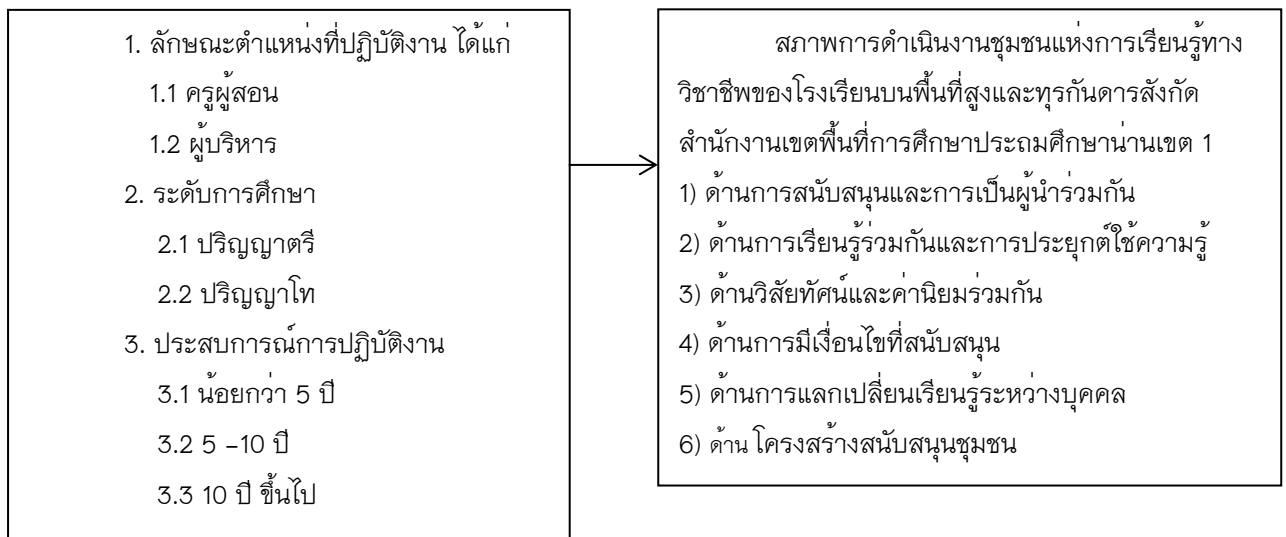 1. ลักษณะตำแหน่งที่ปฏิบัติงาน ได้แก่
1.1 ครูผู้สอน
1.2 ผู้บริหาร
2. ระดับการศึกษา
2.1 ปริญญาตรี
2.2 ปริญญาโท
3. ประสบการณ์การปฏิบัติงาน
3.1 น้อยกว่า 5 ปี
3.2 5 –10 ปี
3.3 10 ปี ขึ้นไป
สภาพการดำเนินงานชุมชนแห่งการเรียนรู้ทาง
วิชาชีพของโรงเรียนบนพื้นที่สูงและทุรกันดารสังกัด
สำนักงานเขตพื้นที่การศึกษาประถมศึกษาน่านเขต 1
1) ด้านการสนับสนุนและการเป็นผู้นำร่วมกัน
2) ด้านการเรียนรู้ร่วมกันและการประยุกต์ใช้ความรู้
3) ด้านวิสัยทัศน์และค่านิยมร่วมกัน
4) ด้านการมีเงื่อนไขที่สนับสนุน
5) ด้านการแลกเปลี่ยนเรียนรู้ระหว่างบุคคล
6) ด้าน โครงสร้างสนับสนุนชุมชน